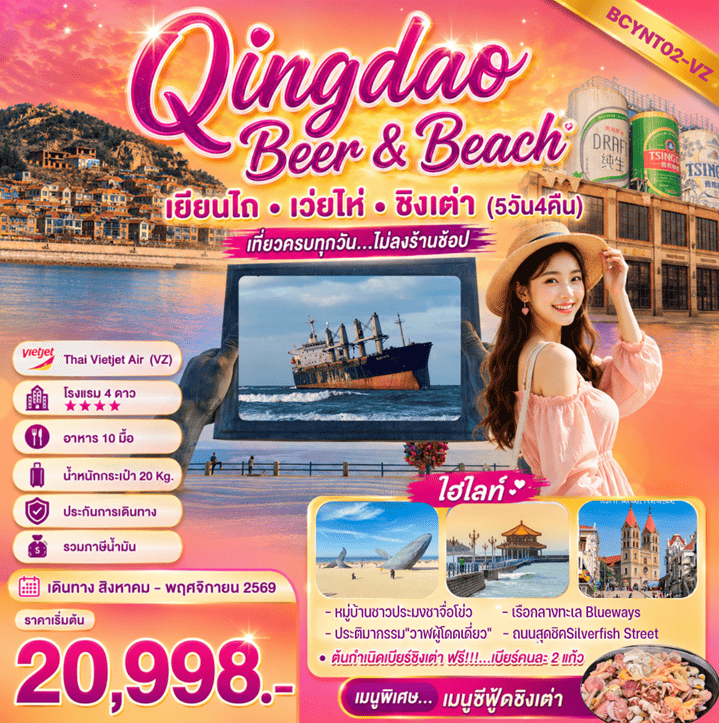 BCYNT02-VZ
Qingdao
Beer & Beach
DRAFT
纯生
TSING
TSING
เยียนไถ • เว่ยไห่ • ชิงเต่า (5วัน4คืน)
เที่ยวครบทุกวัน...ไม่ลงร้านช้อป
vietjet Thai Vietjet Air (VZ)
โรงแรม 4 ดาว
อาหาร 10 มื้อ
น้ำหนักกระเป๋า 20 Kg.
ประกันการเดินทาง
รวมภาษีน้ำมัน
เดินทาง สิงหาคม - พฤศจิกายน 2569
ราคาเริ่มต้น
20,998.-
ไฮไลท์
- หมู่บ้านชาวประมงชาจื่อโข่ว
- เรือกลางทะเล Blueways
- ประติมากรรม"วาฬผู้โดดเดี่ยว"
- ถนนสุดชิคSilverfish Street
• ต้นกำเนิดเบียร์ชิงเต่า ฟรี!!!...เบียร์คนละ 2 แก้ว
เมนูพิเศษ... เมนูซีฟู้ดชิงเต่า